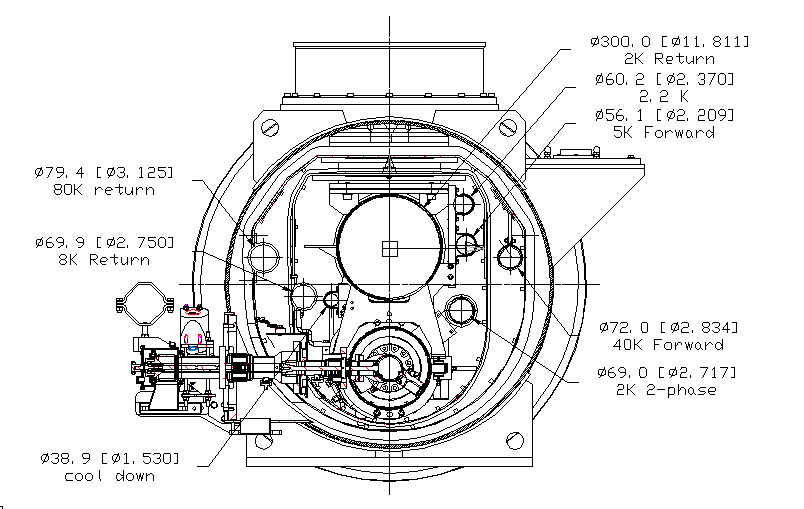 Ø300.0 [Ø11.811]
2K Return
Ø60.2 [Ø2.370]
2.2 K
Ø56.1 [Ø2.209]
5K Forward
Ø79.4 [Ø3.125]
80K return
Ø69.9 [Ø2.750]
8K Return
Ø72.0 [Ø2.834]
40K Forward
Ø69.0 [Ø2.717]
2K 2-phase
Ø38.9 [Ø1.530]
cool down